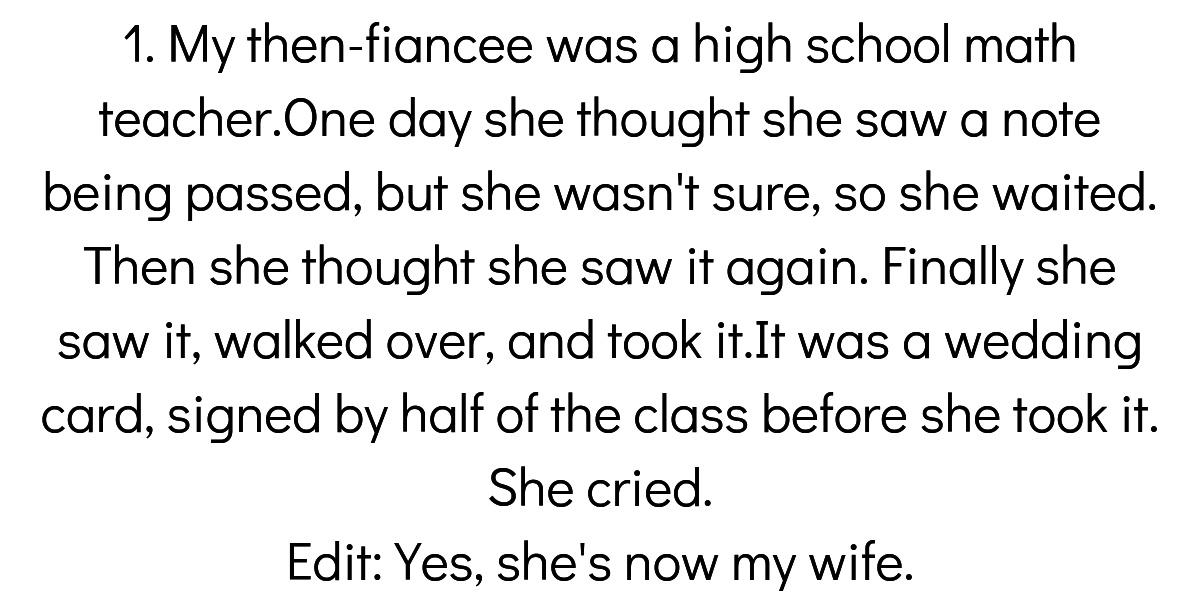 1. My then-fiancee was a high school math
teacher.One day she thought she saw a note
being passed, but she wasn't sure, so she waited.
Then she thought she saw it again. Finally she
saw it, walked over, and took it.It was a wedding
card, signed by half of the class before she took it.
She cried.
Edit: Yes, she's now my wife.